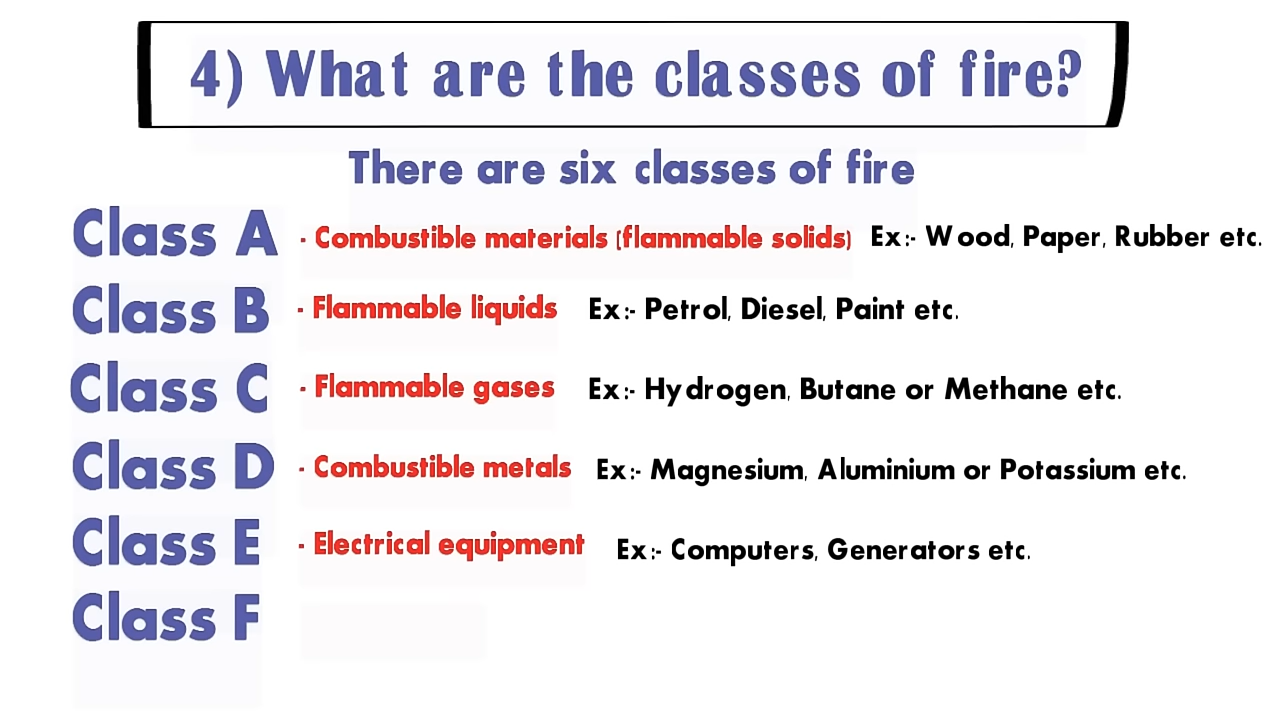 4) What are the classes of fire?
There are six classes of fire
Class A - Combustible materials (flammable solids) Ex:- Wood, Paper, Rubber etc.
Class B - Flammable liquids Ex:- Petrol, Diesel, Paint etc.
Class C - Flammable gases Ex:- Hydrogen, Butane or Methane etc.
Class D - Combustible metals Ex:- Magnesium, Aluminium or Potassium etc.
Class E - Electrical equipment Ex:- Computers, Generators etc.
Class F